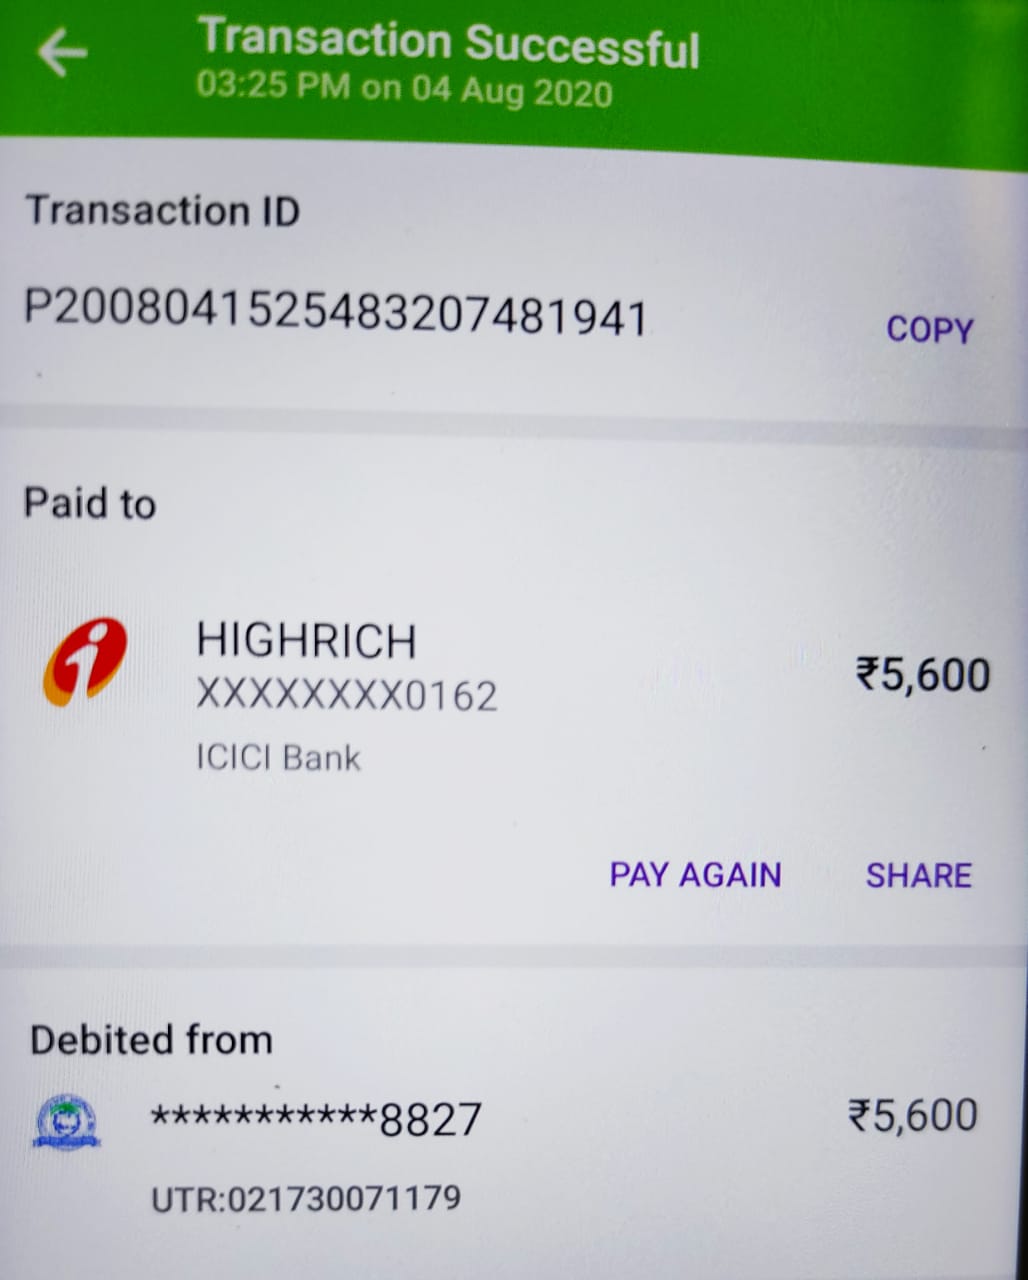 Transaction Successful
03:25 PM on 04 Aug 2020
Transaction ID
P2008041525483207481941
COPY
Paid to
HIGHRICH
₹5,600
XXXXXXXX0162
ICICI Bank
PAY AGAIN
SHARE
Debited from
***********8827
₹5,600
UTR:021730071179